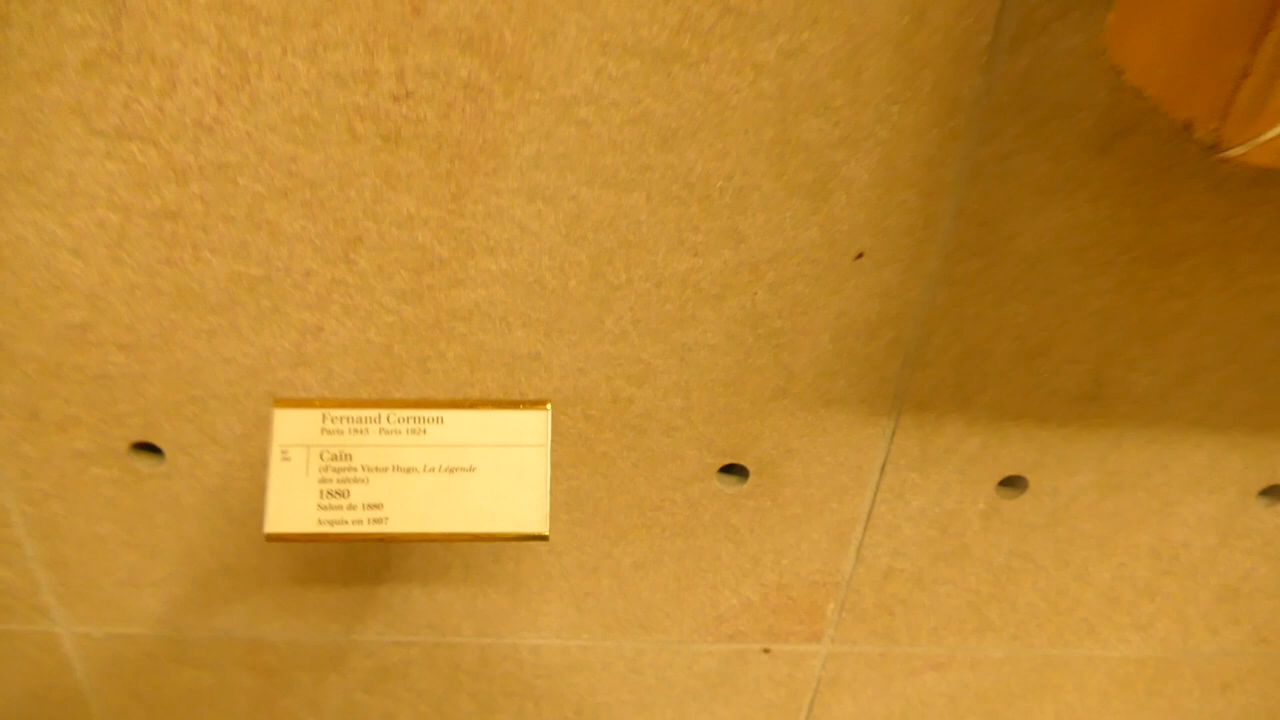 Fernand Cormon
Paris 1845 - Paris 1924
Caïn
(d'après Victor Hugo, La Légende
des siècles)
1880
Salon de 1880
Acquis en 1887